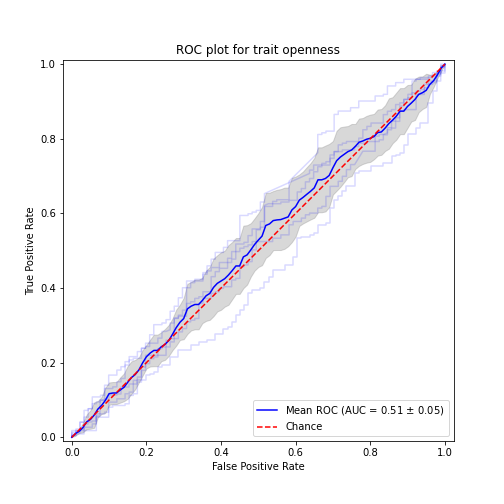 ROC plot for trait openness
True Positive Rate
1.0
0.8
0.6
0.4
0.2
0.0
Mean ROC (AUC = 0.51 ± 0.05)
Chance
0.0 0.2 0.4 0.6 0.8 1.0
False Positive Rate